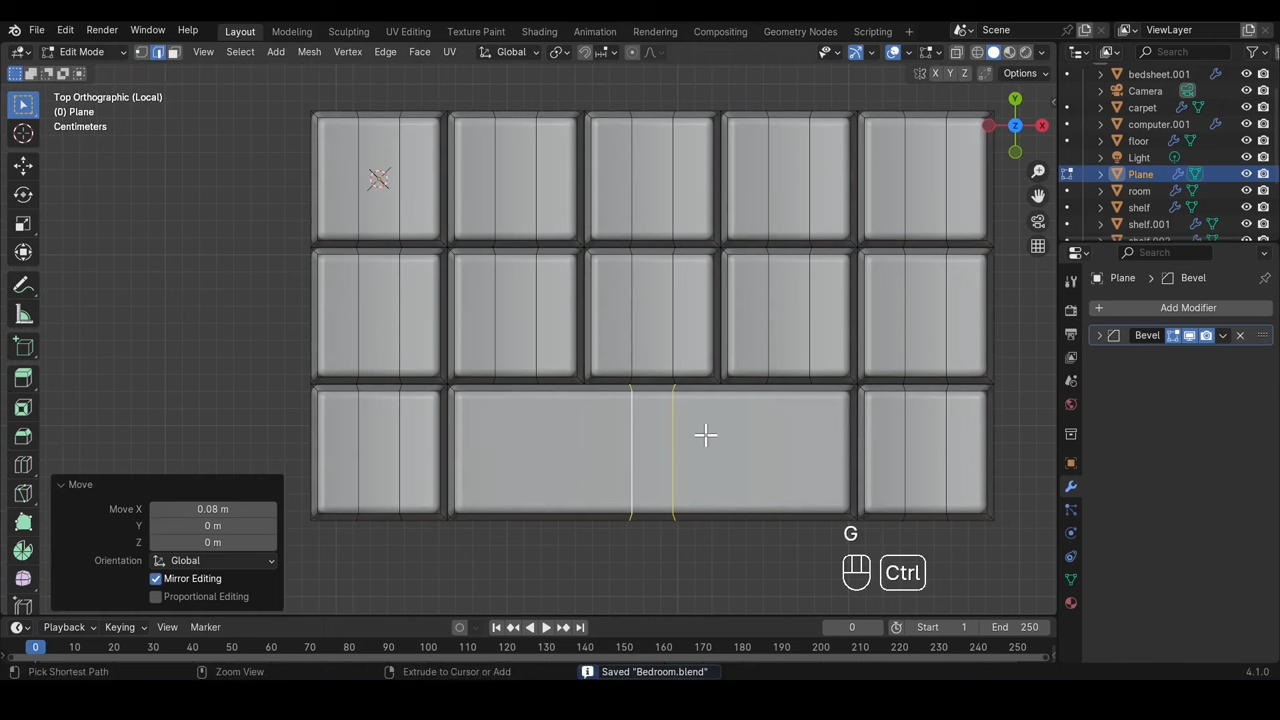 File Edit Render Window Help
Layout Modeling Sculpting UV Editing Texture Paint Shading Animation Rendering Compositing Geometry Nodes Scripting +
Scene
ViewLayer
Edit Mode
View Select Add Mesh Vertex Edge Face UV
Global
Search
X Y Z
Options
Top Orthographic (Local)
(0) Plane
Centimeters
Y
Z
X
bedsheet.001
Camera
carpet
computer.001
floor
Light
Plane
room
shelf
shelf.001
shelf.002
Search
Plane > Bevel
Add Modifier
Bevel
Move
Move X 0.08 m
Y 0 m
Z 0 m
Orientation Global
Mirror Editing
Proportional Editing
G
Ctrl
Playback Keying View Marker
0 Start 1 End 250
0 10 20 30 40 50 60 70 80 90 100 110 120 130 140 150 160 170 180 190 200 210 220 230 240 250
Pick Shortest Path Zoom View Extrude to Cursor or Add Saved "Bedroom.blend" 4.1.0